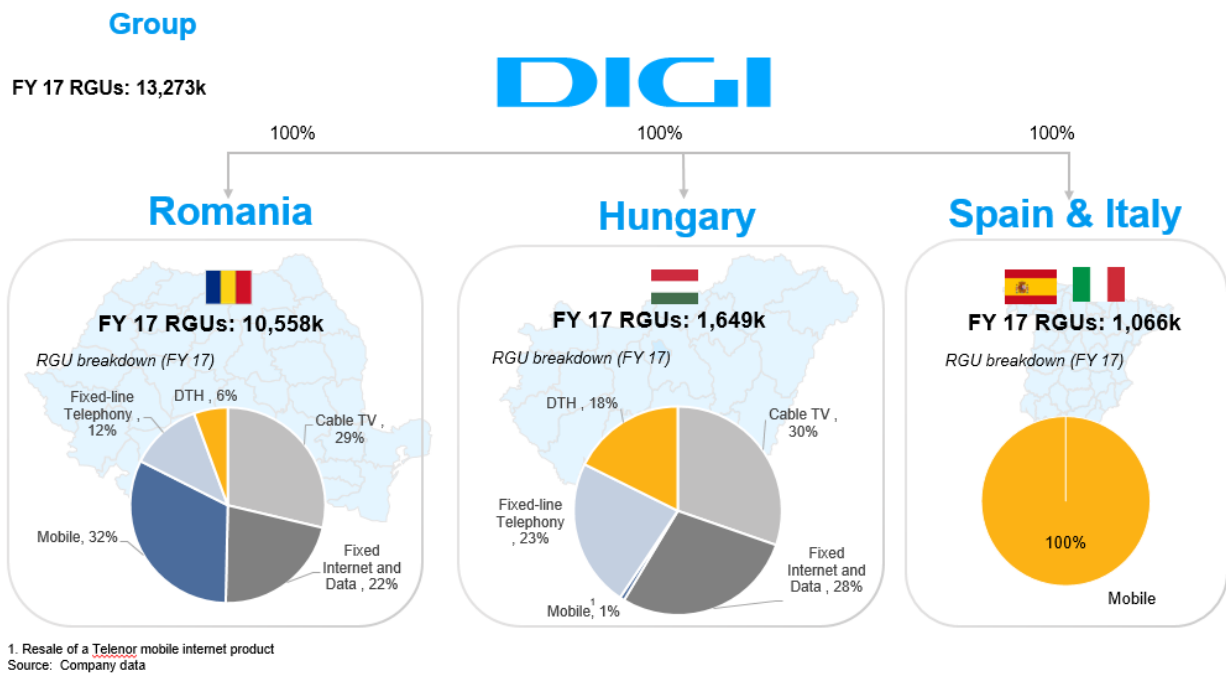 Group
FY 17 RGUs: 13,273k
DIGI
100%
100%
100%
Romania
FY 17 RGUs: 10,558k
RGU breakdown (FY 17)
DTH , 6%
Fixed-line
Telephony ,
12%
Cable TV ,
29%
Mobile, 32%
Fixed
Internet and
Data , 22%
Hungary
FY 17 RGUs: 1,649k
RGU breakdown (FY 17)
DTH , 18%
Cable TV ,
30%
Fixed-line
Telephony
, 23%
Fixed
Internet and
Data , 28%
Mobile,¹ 1%
Spain & Italy
FY 17 RGUs: 1,066k
RGU breakdown (FY 17)
100%
Mobile
1. Resale of a Telenor mobile internet product
Source: Company data